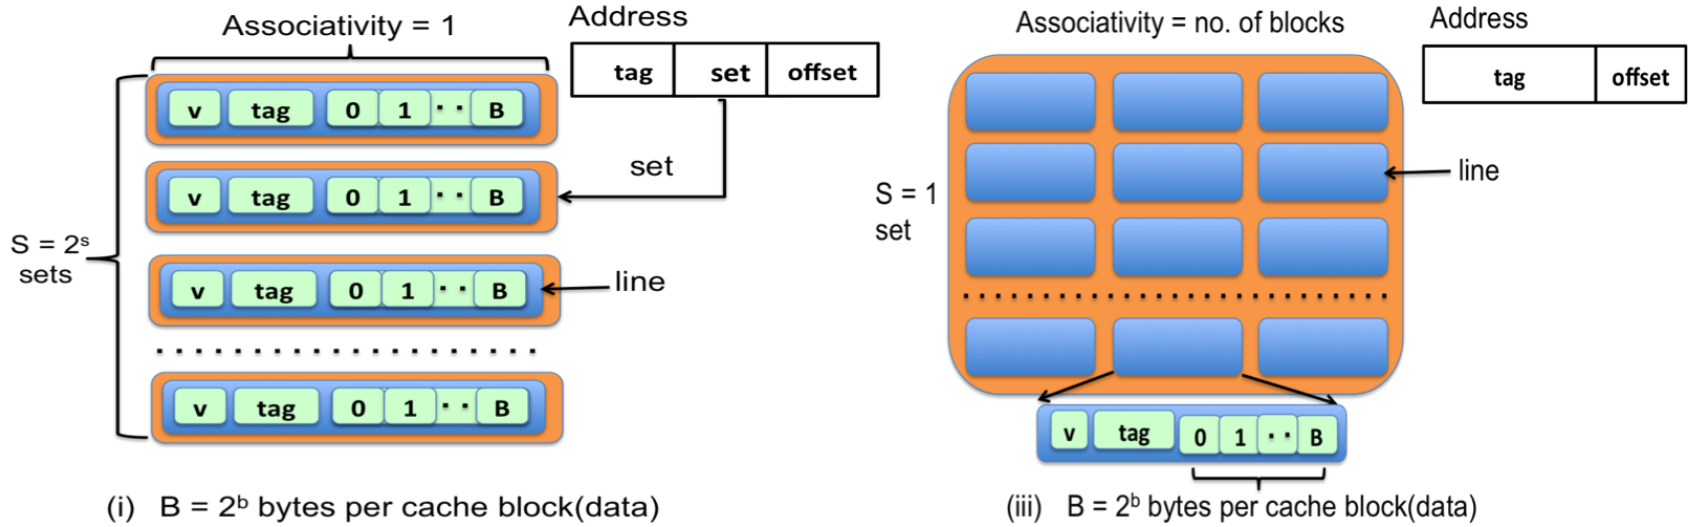 Associativity = 1
Address
tag set offset
v tag 0 1 · · B
set
v tag 0 1 · · B
S = 2ˢ
sets
v tag 0 1 · · B
line
v tag 0 1 · · B
(i) B = 2ᵇ bytes per cache block(data)
Associativity = no. of blocks
Address
tag offset
line
S = 1
set
v tag 0 1 · · B
(iii) B = 2ᵇ bytes per cache block(data)